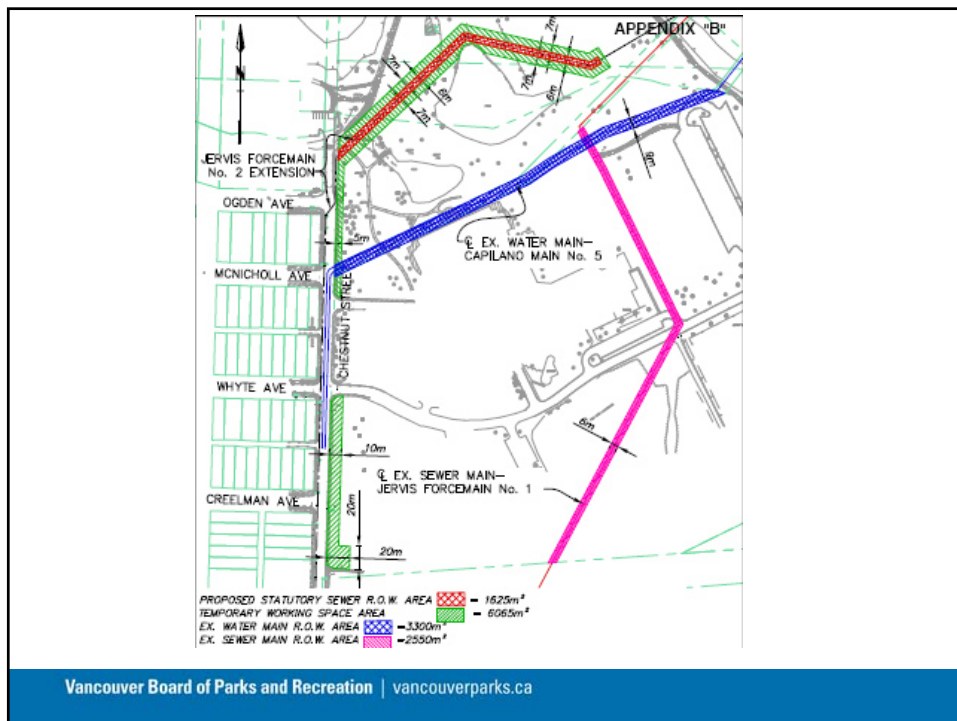 APPENDIX "B"
7m
7m
6m
7m
7m
6m
N
JERVIS FORCEMAIN
No. 2 EXTENSION
OGDEN AVE
5m
9m
℄ EX. WATER MAIN–
CAPILANO MAIN No. 5
MCNICHOLL AVE
CHESTNUT STREE
WHYTE AVE
10m
6m
℄ EX. SEWER MAIN–
JERVIS FORCEMAIN No. 1
CREELMAN AVE
20m
20m
PROPOSED STATUTORY SEWER R.O.W. AREA = 1625m²
TEMPORARY WORKING SPACE AREA = 6065m²
EX. WATER MAIN R.O.W. AREA =3300m²
EX. SEWER MAIN R.O.W. AREA =2550m²
Vancouver Board of Parks and Recreation | vancouverparks.ca